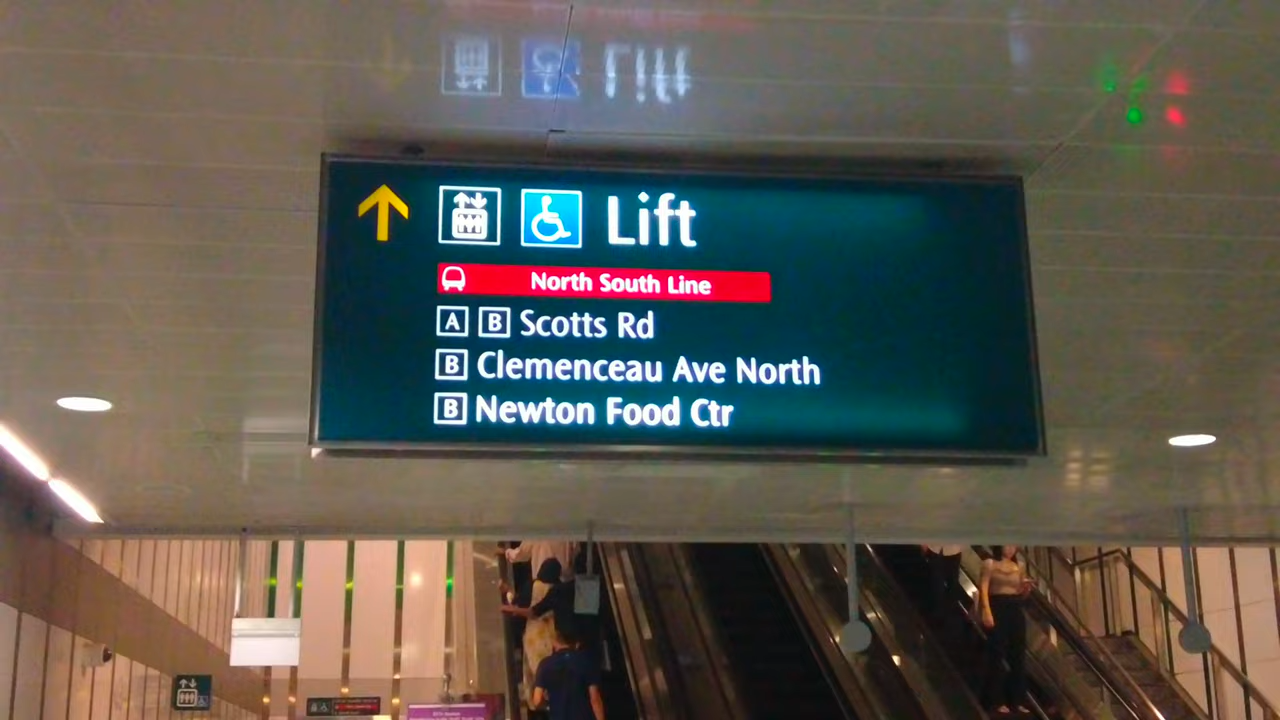 Lift
North South Line
A B Scotts Rd
B Clemenceau Ave North
B Newton Food Ctr